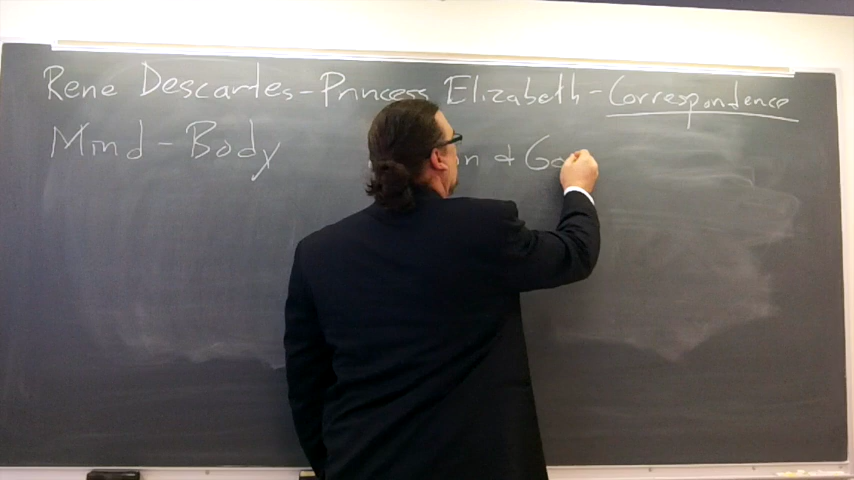 Rene Descartes - Princess Elizabeth - Correspondence
Mind - Body